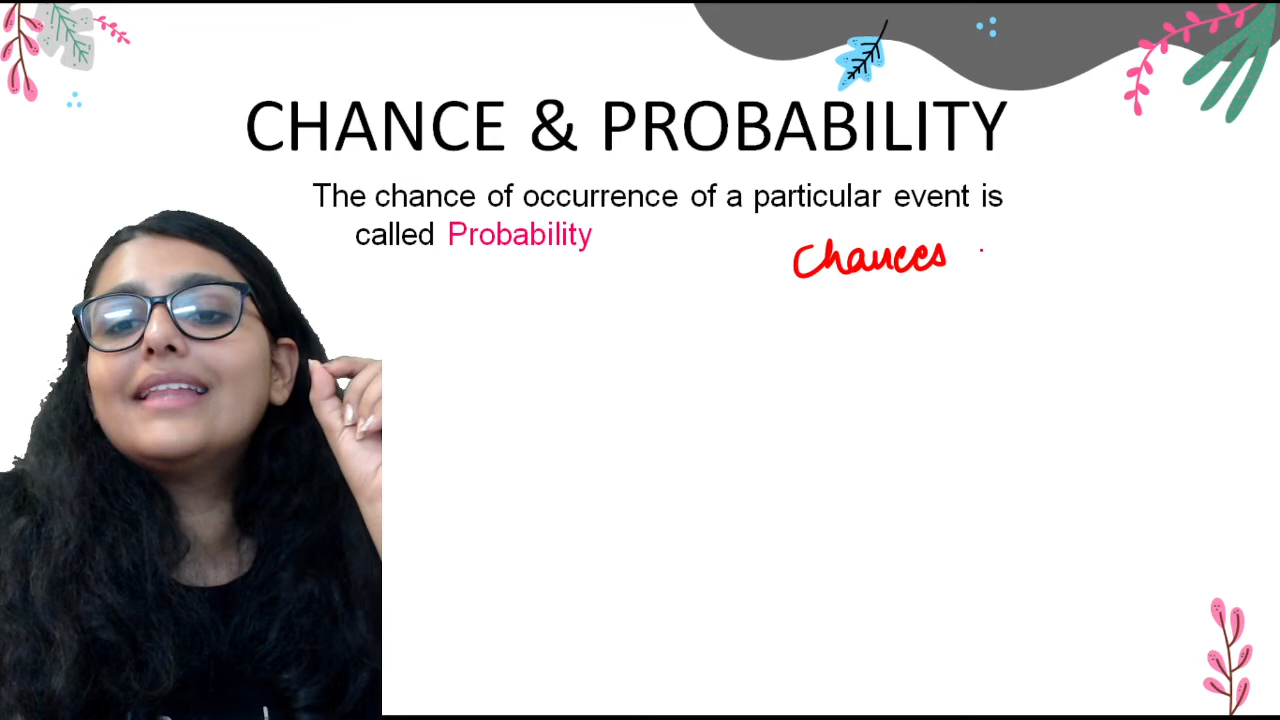 CHANCE & PROBABILITY
The chance of occurrence of a particular event is
called Probability
Chances